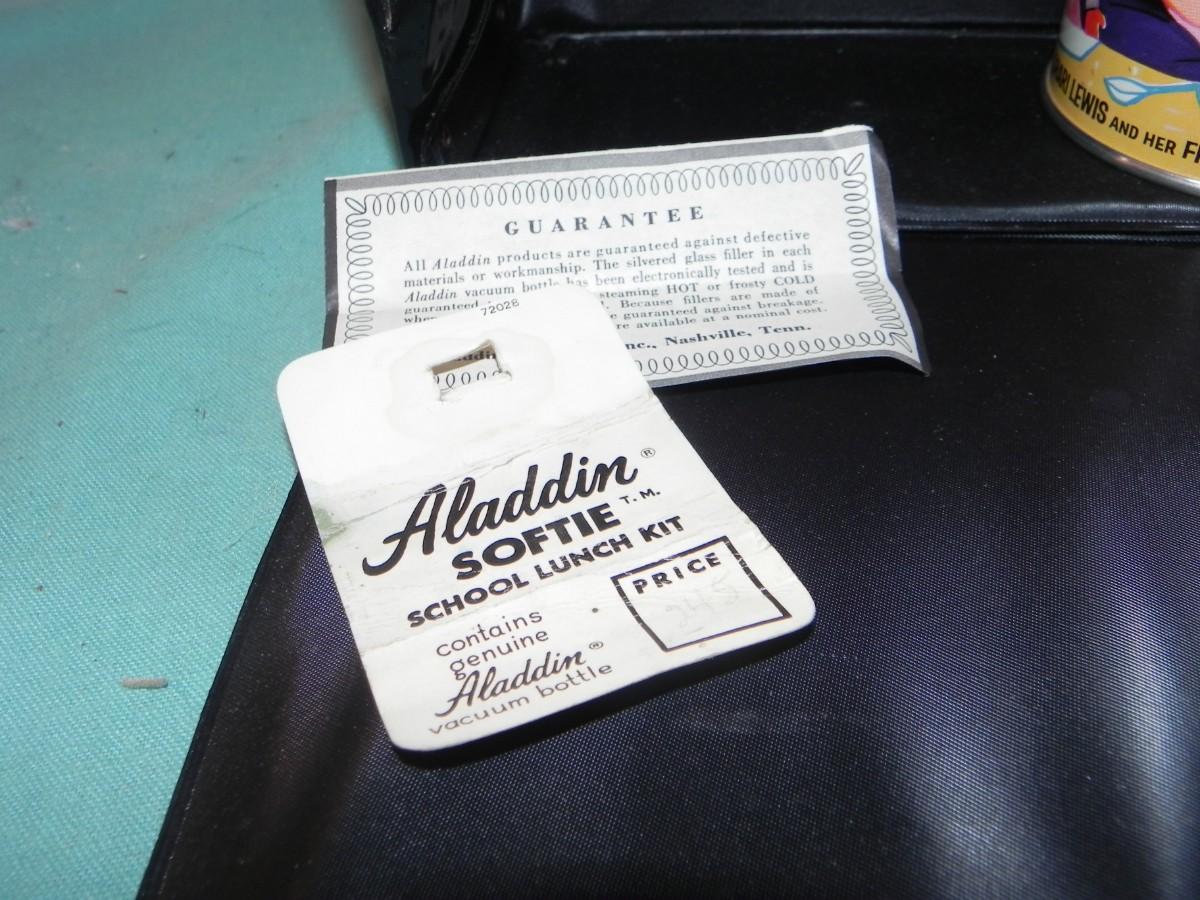 GUARANTEE
All Aladdin products are guaranteed against defective
materials or workmanship. The silvered glass filler in each
Aladdin vacuum bottle has been electronically tested and is
guaranteed steaming HOT or frosty COLD
when Because fillers are made of
guaranteed against breakage.
are available at a nominal cost.
Inc., Nashville, Tenn.
72028
Aladdin®
SOFTIE T.M.
SCHOOL LUNCH KIT
PRICE
245
contains
genuine
Aladdin®
vacuum bottle
LEWIS AND HER